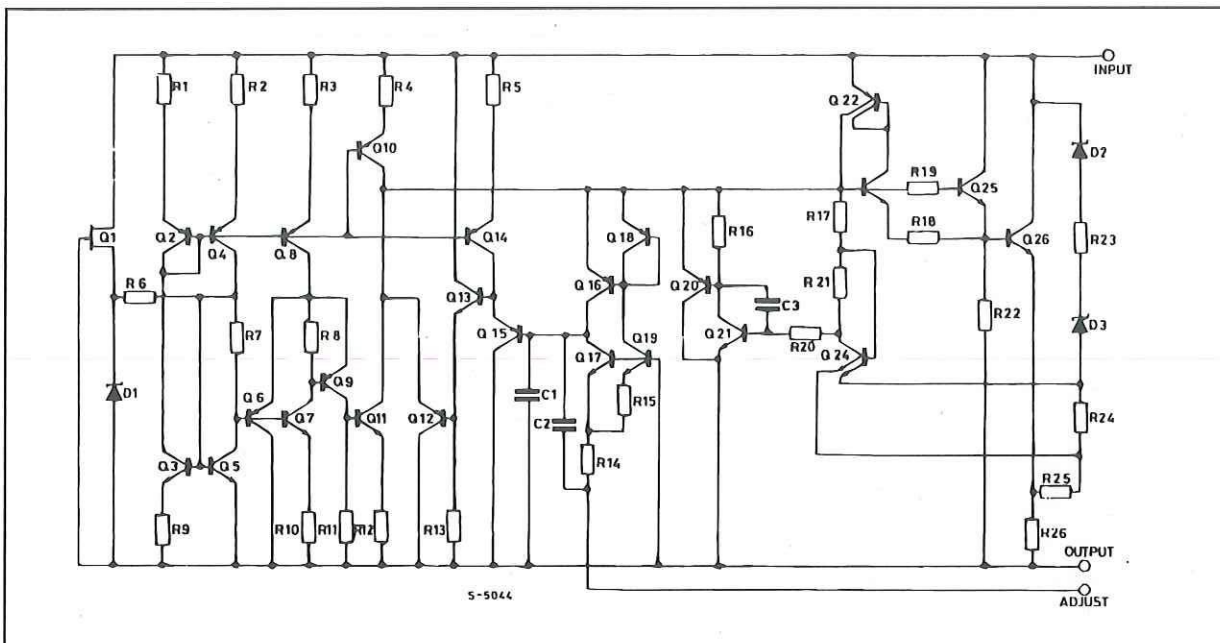 INPUT
R1
R2
R3
R4
R5
Q22
Q10
D2
R19
Q25
R17
R18
Q1
Q2
Q4
Q8
Q14
Q18
R16
Q26
R23
R6
Q13
Q16
Q20
R21
C3
R7
R8
Q15
Q19
Q21
R20
R22
D3
Q24
D1
Q6
Q9
Q17
Q7
Q11
Q12
C1
R15
R24
C2
Q3
Q5
R14
R25
R9
R10
R11
R12
R13
R26
OUTPUT
S-5044
ADJUST